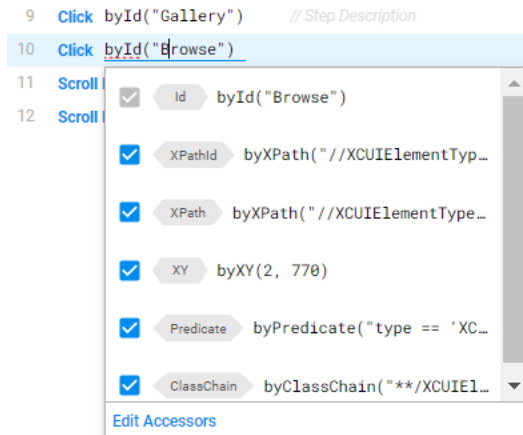 9 Click byId("Gallery") // Step Description
10 Click byId("Browse")
11 Scroll
12 Scroll
Id byId("Browse")
XPathId byXPath("//XCUIElementTyp…
XPath byXPath("//XCUIElementType…
XY byXY(2, 770)
Predicate byPredicate("type == 'XC…
ClassChain byClassChain("**/XCUIEl…
Edit Accessors